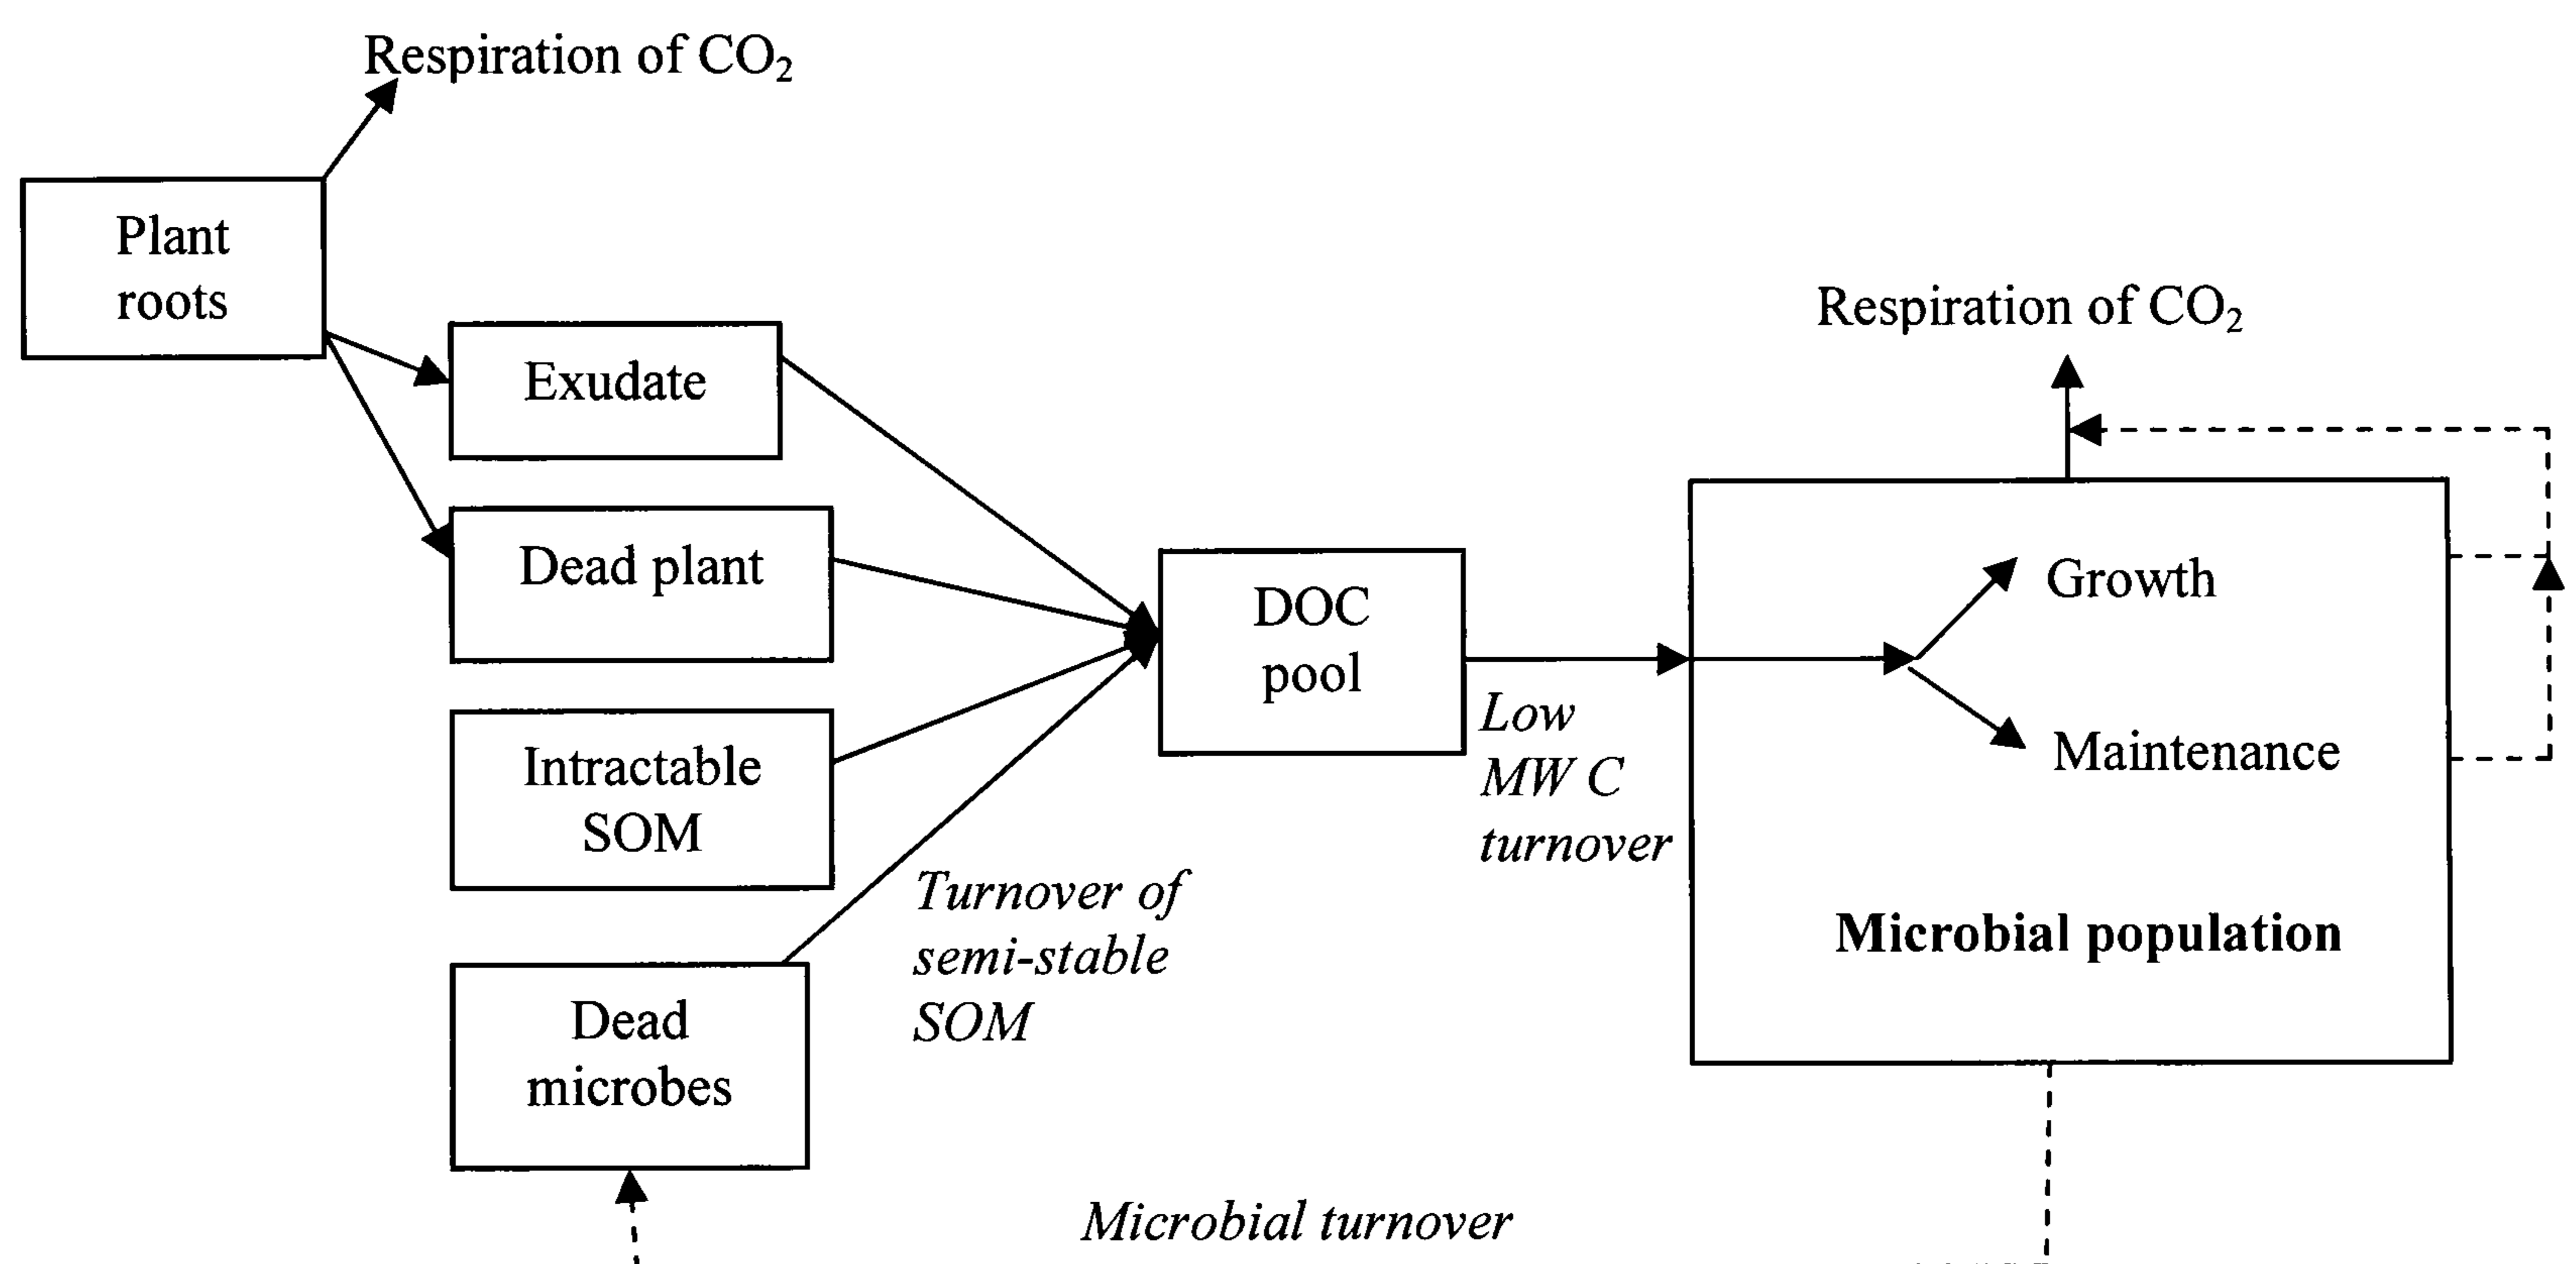 Respiration of CO₂
Plant
roots
Exudate
Dead plant
Intractable
SOM
Dead
microbes
Turnover of
semi-stable
SOM
DOC
pool
Low
MW C
turnover
Respiration of CO₂
Growth
Maintenance
Microbial population
Microbial turnover